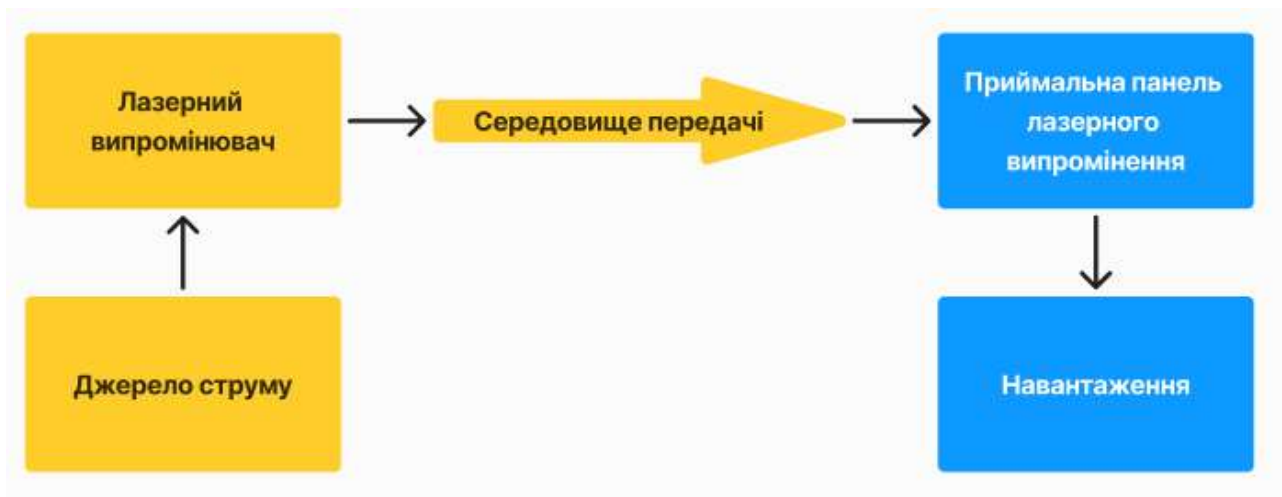 Лазерний
випромінювач
Середовище передачі
Приймальна панель
лазерного
випромінення
Джерело струму
Навантаження